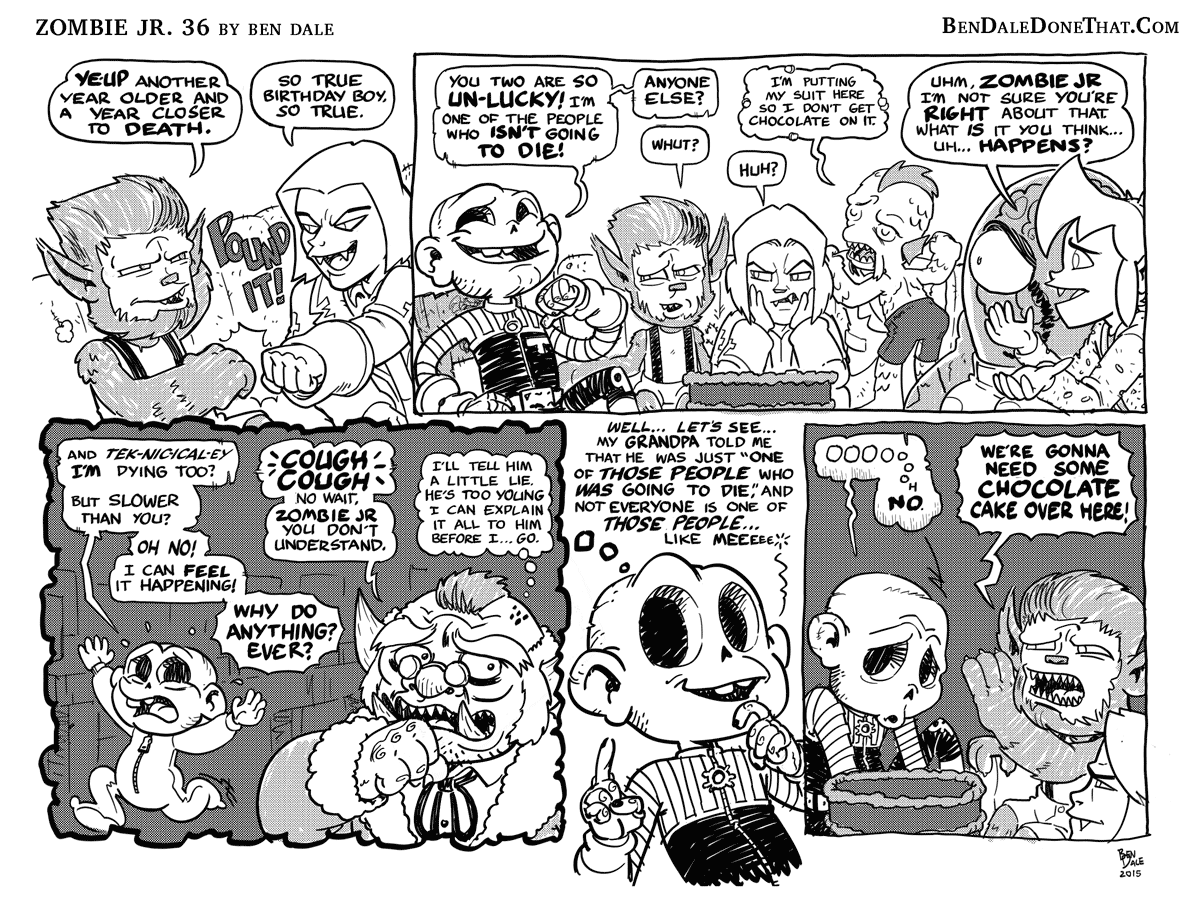 ZOMBIE JR. 36 BY BEN DALE
BENDALEDONETHAT.COM
YEUP ANOTHER
YEAR OLDER AND
A YEAR CLOSER
TO DEATH.
SO TRUE
BIRTHDAY BOY,
SO TRUE.
POUND
IT!
YOU TWO ARE SO
UN-LUCKY! I'M
ONE OF THE PEOPLE
WHO ISN'T GOING
TO DIE!
ANYONE
ELSE?
WHUT?
HUH?
I'M PUTTING
MY SUIT HERE
SO I DON'T GET
CHOCOLATE ON IT.
UHM, ZOMBIE JR
I'M NOT SURE YOU'RE
RIGHT ABOUT THAT.
WHAT IS IT YOU THINK...
UH... HAPPENS?
AND TEK-NICICAL-EY
I'M DYING TOO?
BUT SLOWER
THAN YOU?
OH NO!
I CAN FEEL
IT HAPPENING!
WHY DO
ANYTHING?
EVER?
COUGH
COUGH
NO WAIT,
ZOMBIE JR
YOU DON'T
UNDERSTAND.
I'LL TELL HIM
A LITTLE LIE.
HE'S TOO YOUNG
I CAN EXPLAIN
IT ALL TO HIM
BEFORE I... GO.
WELL... LET'S SEE...
MY GRANDPA TOLD ME
THAT HE WAS JUST "ONE
OF THOSE PEOPLE WHO
WAS GOING TO DIE," AND
NOT EVERYONE IS ONE OF
THOSE PEOPLE...
LIKE MEEEEE
OOOOOOOH
NO.
WE'RE GONNA
NEED SOME
CHOCOLATE
CAKE OVER HERE!
BEN
DALE
2015